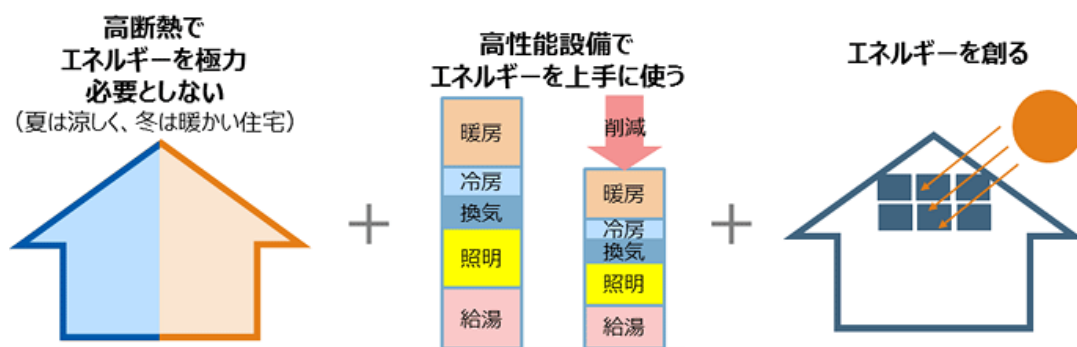 高断熱で
エネルギーを極力
必要としない
（夏は涼しく、冬は暖かい住宅）
高性能設備で
エネルギーを上手に使う
暖房
冷房
換気
照明
給湯
削減
暖房
冷房
換気
照明
給湯
エネルギーを創る